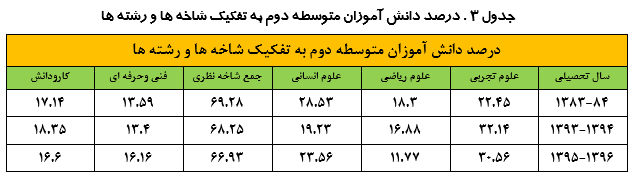 جدول ۳ . درصد دانش آموزان متوسطه دوم به تفکیک شاخه ها و رشته ها
درصد دانش آموزان متوسطه دوم به تفکیک شاخه ها و رشته ها
سال تحصیلی علوم تجربی علوم ریاضی علوم انسانی جمع شاخه نظری فنی وحرفه ای کارودانش
۱۳۸۳-۸۴ ۲۲.۴۵ ۱۸.۳ ۲۸.۵۳ ۶۹.۲۸ ۱۳.۵۹ ۱۷.۱۴
۱۳۹۳-۱۳۹۴ ۳۲.۱۴ ۱۶.۸۸ ۱۹.۲۳ ۶۸.۲۵ ۱۳.۴ ۱۸.۳۵
۱۳۹۵-۱۳۹۶ ۳۰.۵۶ ۱۱.۷۷ ۲۳.۵۶ ۶۶.۹۳ ۱۶.۱۶ ۱۶.۶